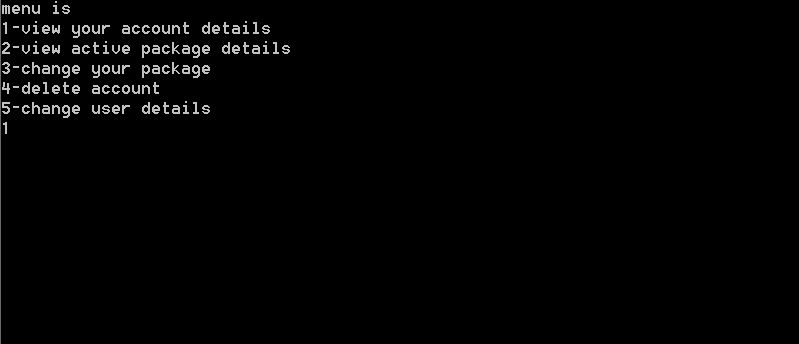 menu is
1-view your account details
2-view active package details
3-change your package
4-delete account
5-change user details
1